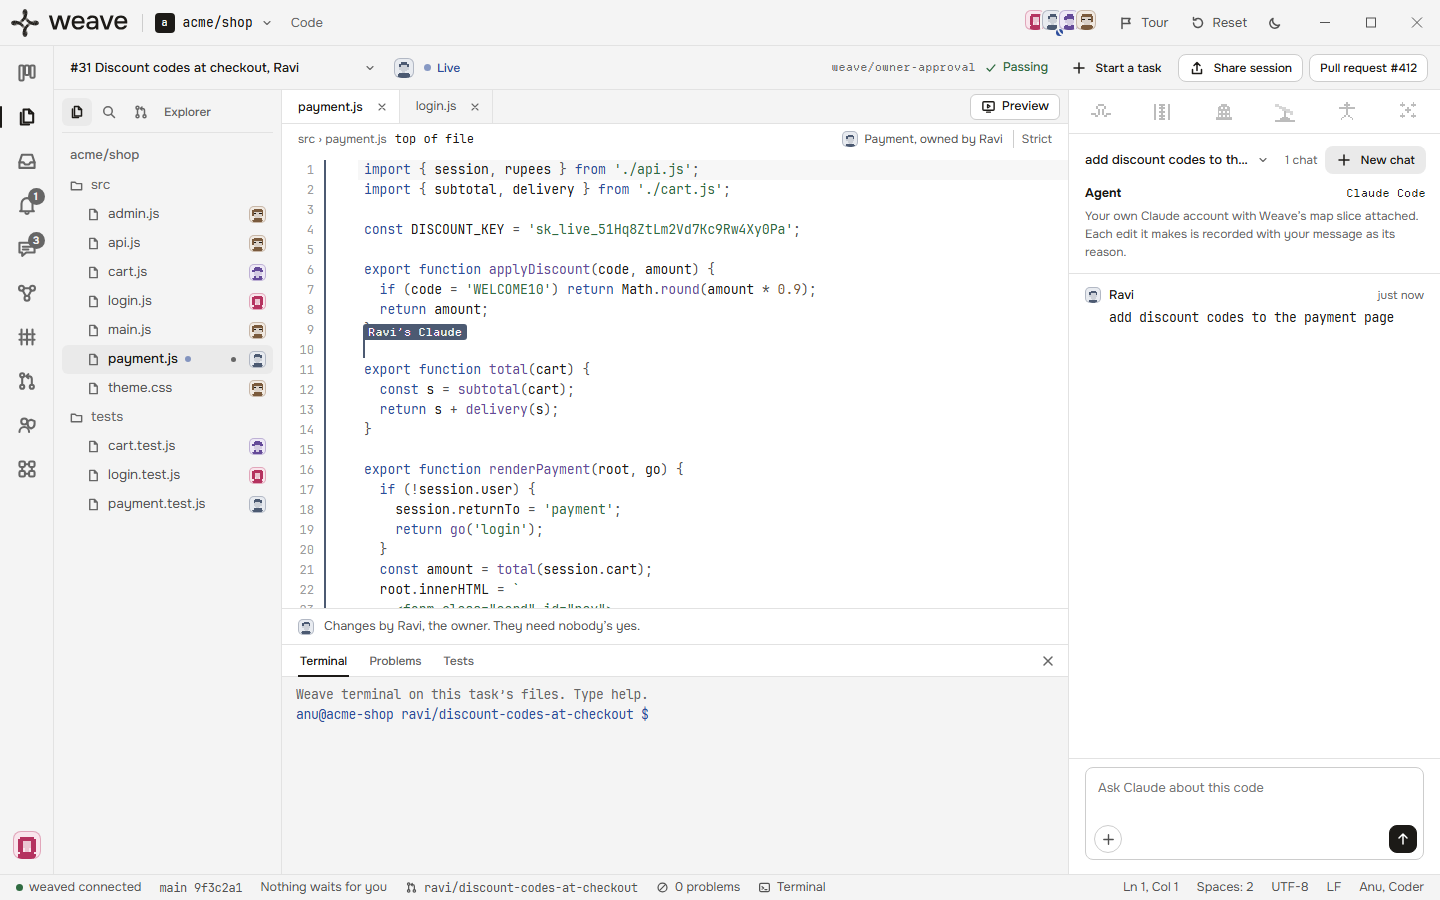 weave
a acme/shop
Code
Tour
Reset
#31 Discount codes at checkout, Ravi
Live
weave/owner-approval
Passing
Start a task
Share session
Pull request #412
Explorer
acme/shop
src
admin.js
api.js
cart.js
login.js
main.js
payment.js
theme.css
tests
cart.test.js
login.test.js
payment.test.js
1
3
payment.js
login.js
Preview
src › payment.js top of file
Payment, owned by Ravi
Strict
1 import { session, rupees } from './api.js';
2 import { subtotal, delivery } from './cart.js';
3
4 const DISCOUNT_KEY = 'sk_live_51Hq8ZtLm2Vd7Kc9Rw4Xy0Pa';
5
6 export function applyDiscount(code, amount) {
7 if (code = 'WELCOME10') return Math.round(amount * 0.9);
8 return amount;
9
Ravi's Claude
10
11 export function total(cart) {
12 const s = subtotal(cart);
13 return s + delivery(s);
14 }
15
16 export function renderPayment(root, go) {
17 if (!session.user) {
18 session.returnTo = 'payment';
19 return go('login');
20 }
21 const amount = total(session.cart);
22 root.innerHTML = `
Changes by Ravi, the owner. They need nobody's yes.
Terminal
Problems
Tests
Weave terminal on this task's files. Type help.
anu@acme-shop ravi/discount-codes-at-checkout $
add discount codes to th...
1 chat
New chat
Agent
Claude Code
Your own Claude account with Weave's map slice attached.
Each edit it makes is recorded with your message as its
reason.
Ravi
just now
add discount codes to the payment page
Ask Claude about this code
weaved connected
main 9f3c2a1
Nothing waits for you
ravi/discount-codes-at-checkout
0 problems
Terminal
Ln 1, Col 1
Spaces: 2
UTF-8
LF
Anu, Coder